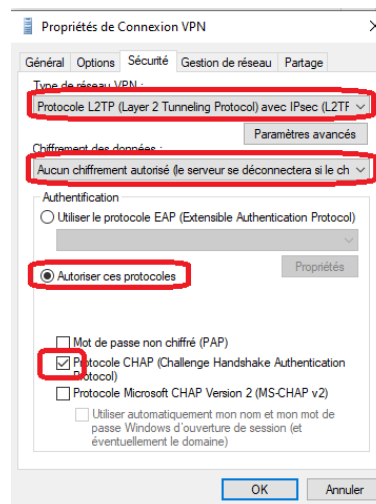 Propriétés de Connexion VPN
Général Options Sécurité Gestion de réseau Partage
Type de réseau VPN :
Protocole L2TP (Layer 2 Tunneling Protocol) avec IPsec (L2TF
Paramètres avancés
Chiffrement des données :
Aucun chiffrement autorisé (le serveur se déconnectera si le ch
Authentification
Utiliser le protocole EAP (Extensible Authentication Protocol)
Autoriser ces protocoles
Propriétés
Mot de passe non chiffré (PAP)
Protocole CHAP (Challenge Handshake Authentication
Protocol)
Protocole Microsoft CHAP Version 2 (MS-CHAP v2)
Utiliser automatiquement mon nom et mon mot de
passe Windows d'ouverture de session (et
éventuellement le domaine)
OK Annuler